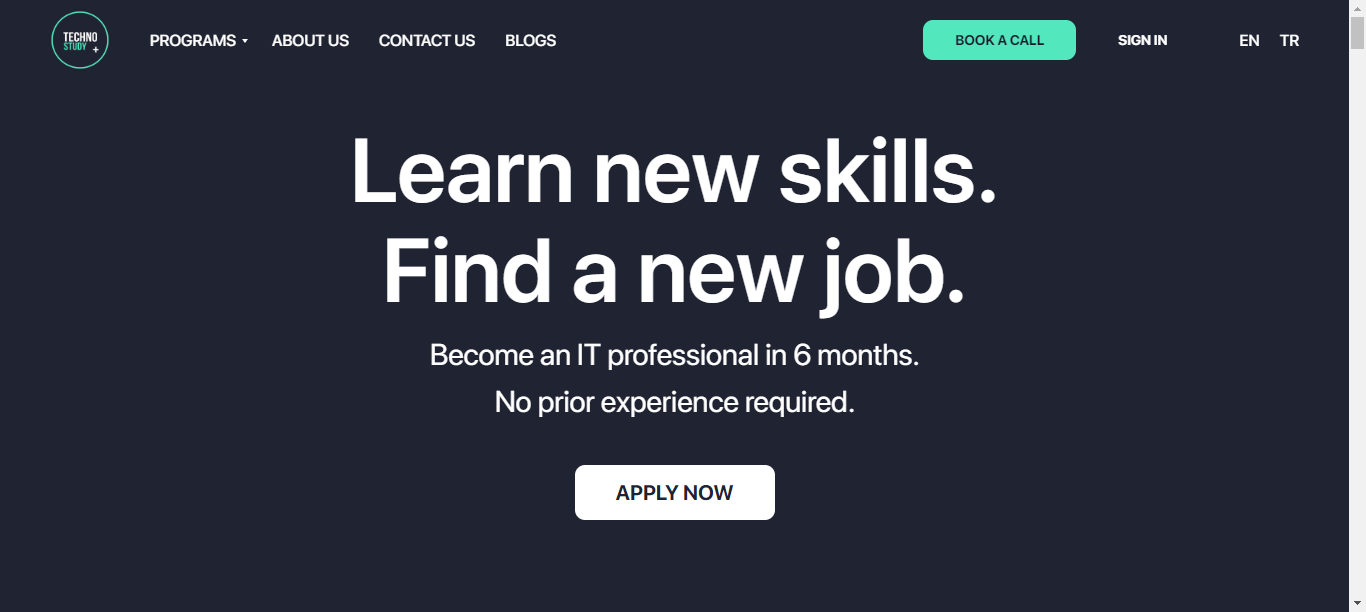 TECHNO
STUDY
PROGRAMS
ABOUT US
CONTACT US
BLOGS
BOOK A CALL
SIGN IN
EN
TR
Learn new skills.
Find a new job.
Become an IT professional in 6 months.
No prior experience required.
APPLY NOW